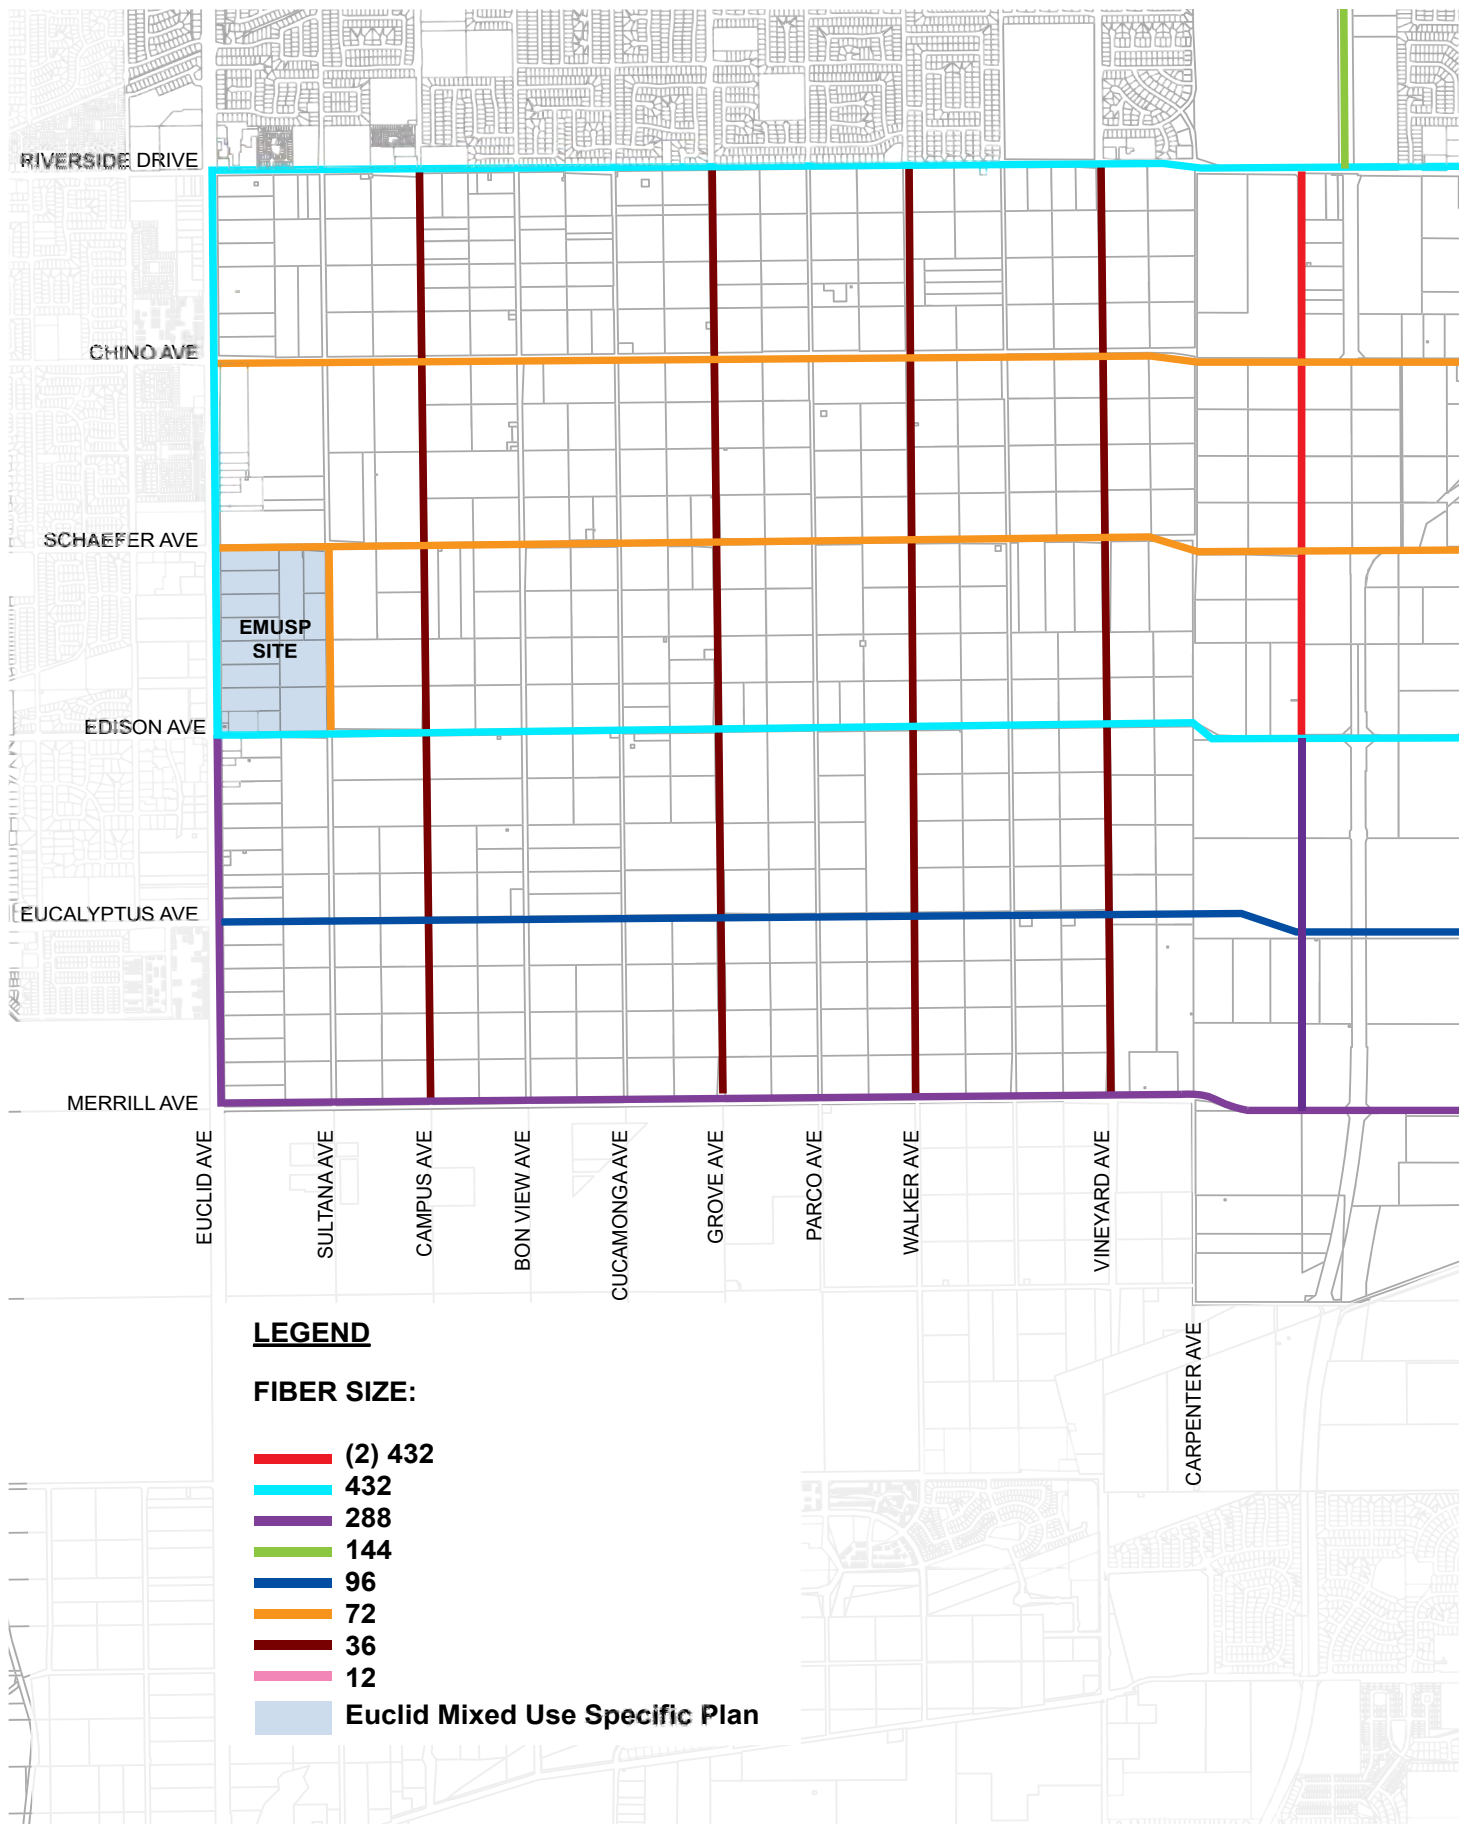 RIVERSIDE DRIVE
CHINO AVE
SCHAEFER AVE
EMUSP
SITE
EDISON AVE
EUCALYPTUS AVE
MERRILL AVE
EUCLID AVE
SULTANA AVE
CAMPUS AVE
BON VIEW AVE
CUCAMONGA AVE
GROVE AVE
PARCO AVE
WALKER AVE
VINEYARD AVE
CARPENTER AVE
LEGEND
FIBER SIZE:
(2) 432
432
288
144
96
72
36
12
Euclid Mixed Use Specific Plan